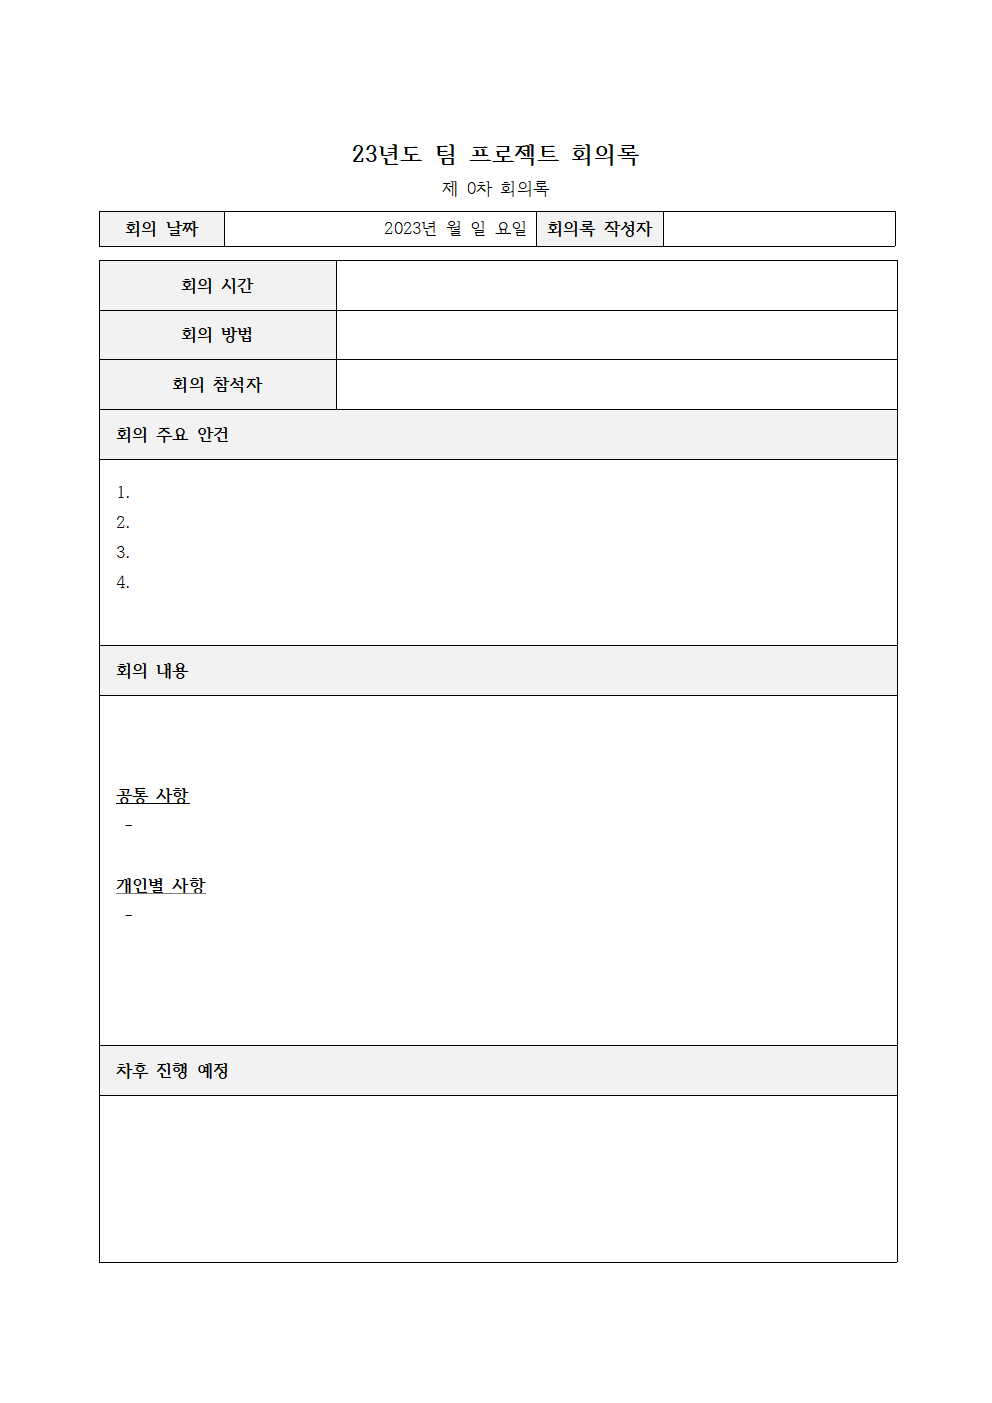 23년도 팀 프로젝트 회의록
제 0차 회의록
회의 날짜 2023년 월 일 요일 회의록 작성자
회의 시간
회의 방법
회의 참석자
회의 주요 안건
1.
2.
3.
4.
회의 내용
공통 사항
-
개인별 사항
-
차후 진행 예정